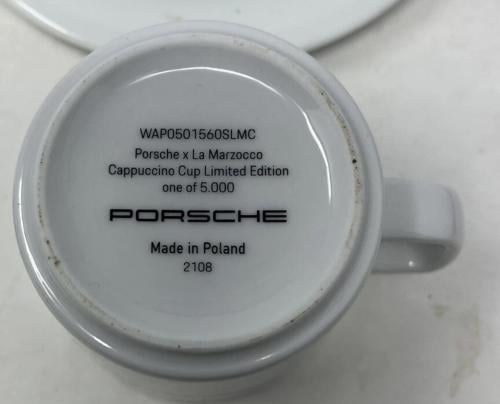 WAP0501560SLMC
Porsche x La Marzocco
Cappuccino Cup Limited Edition
one of 5.000
PORSCHE
Made in Poland
2108